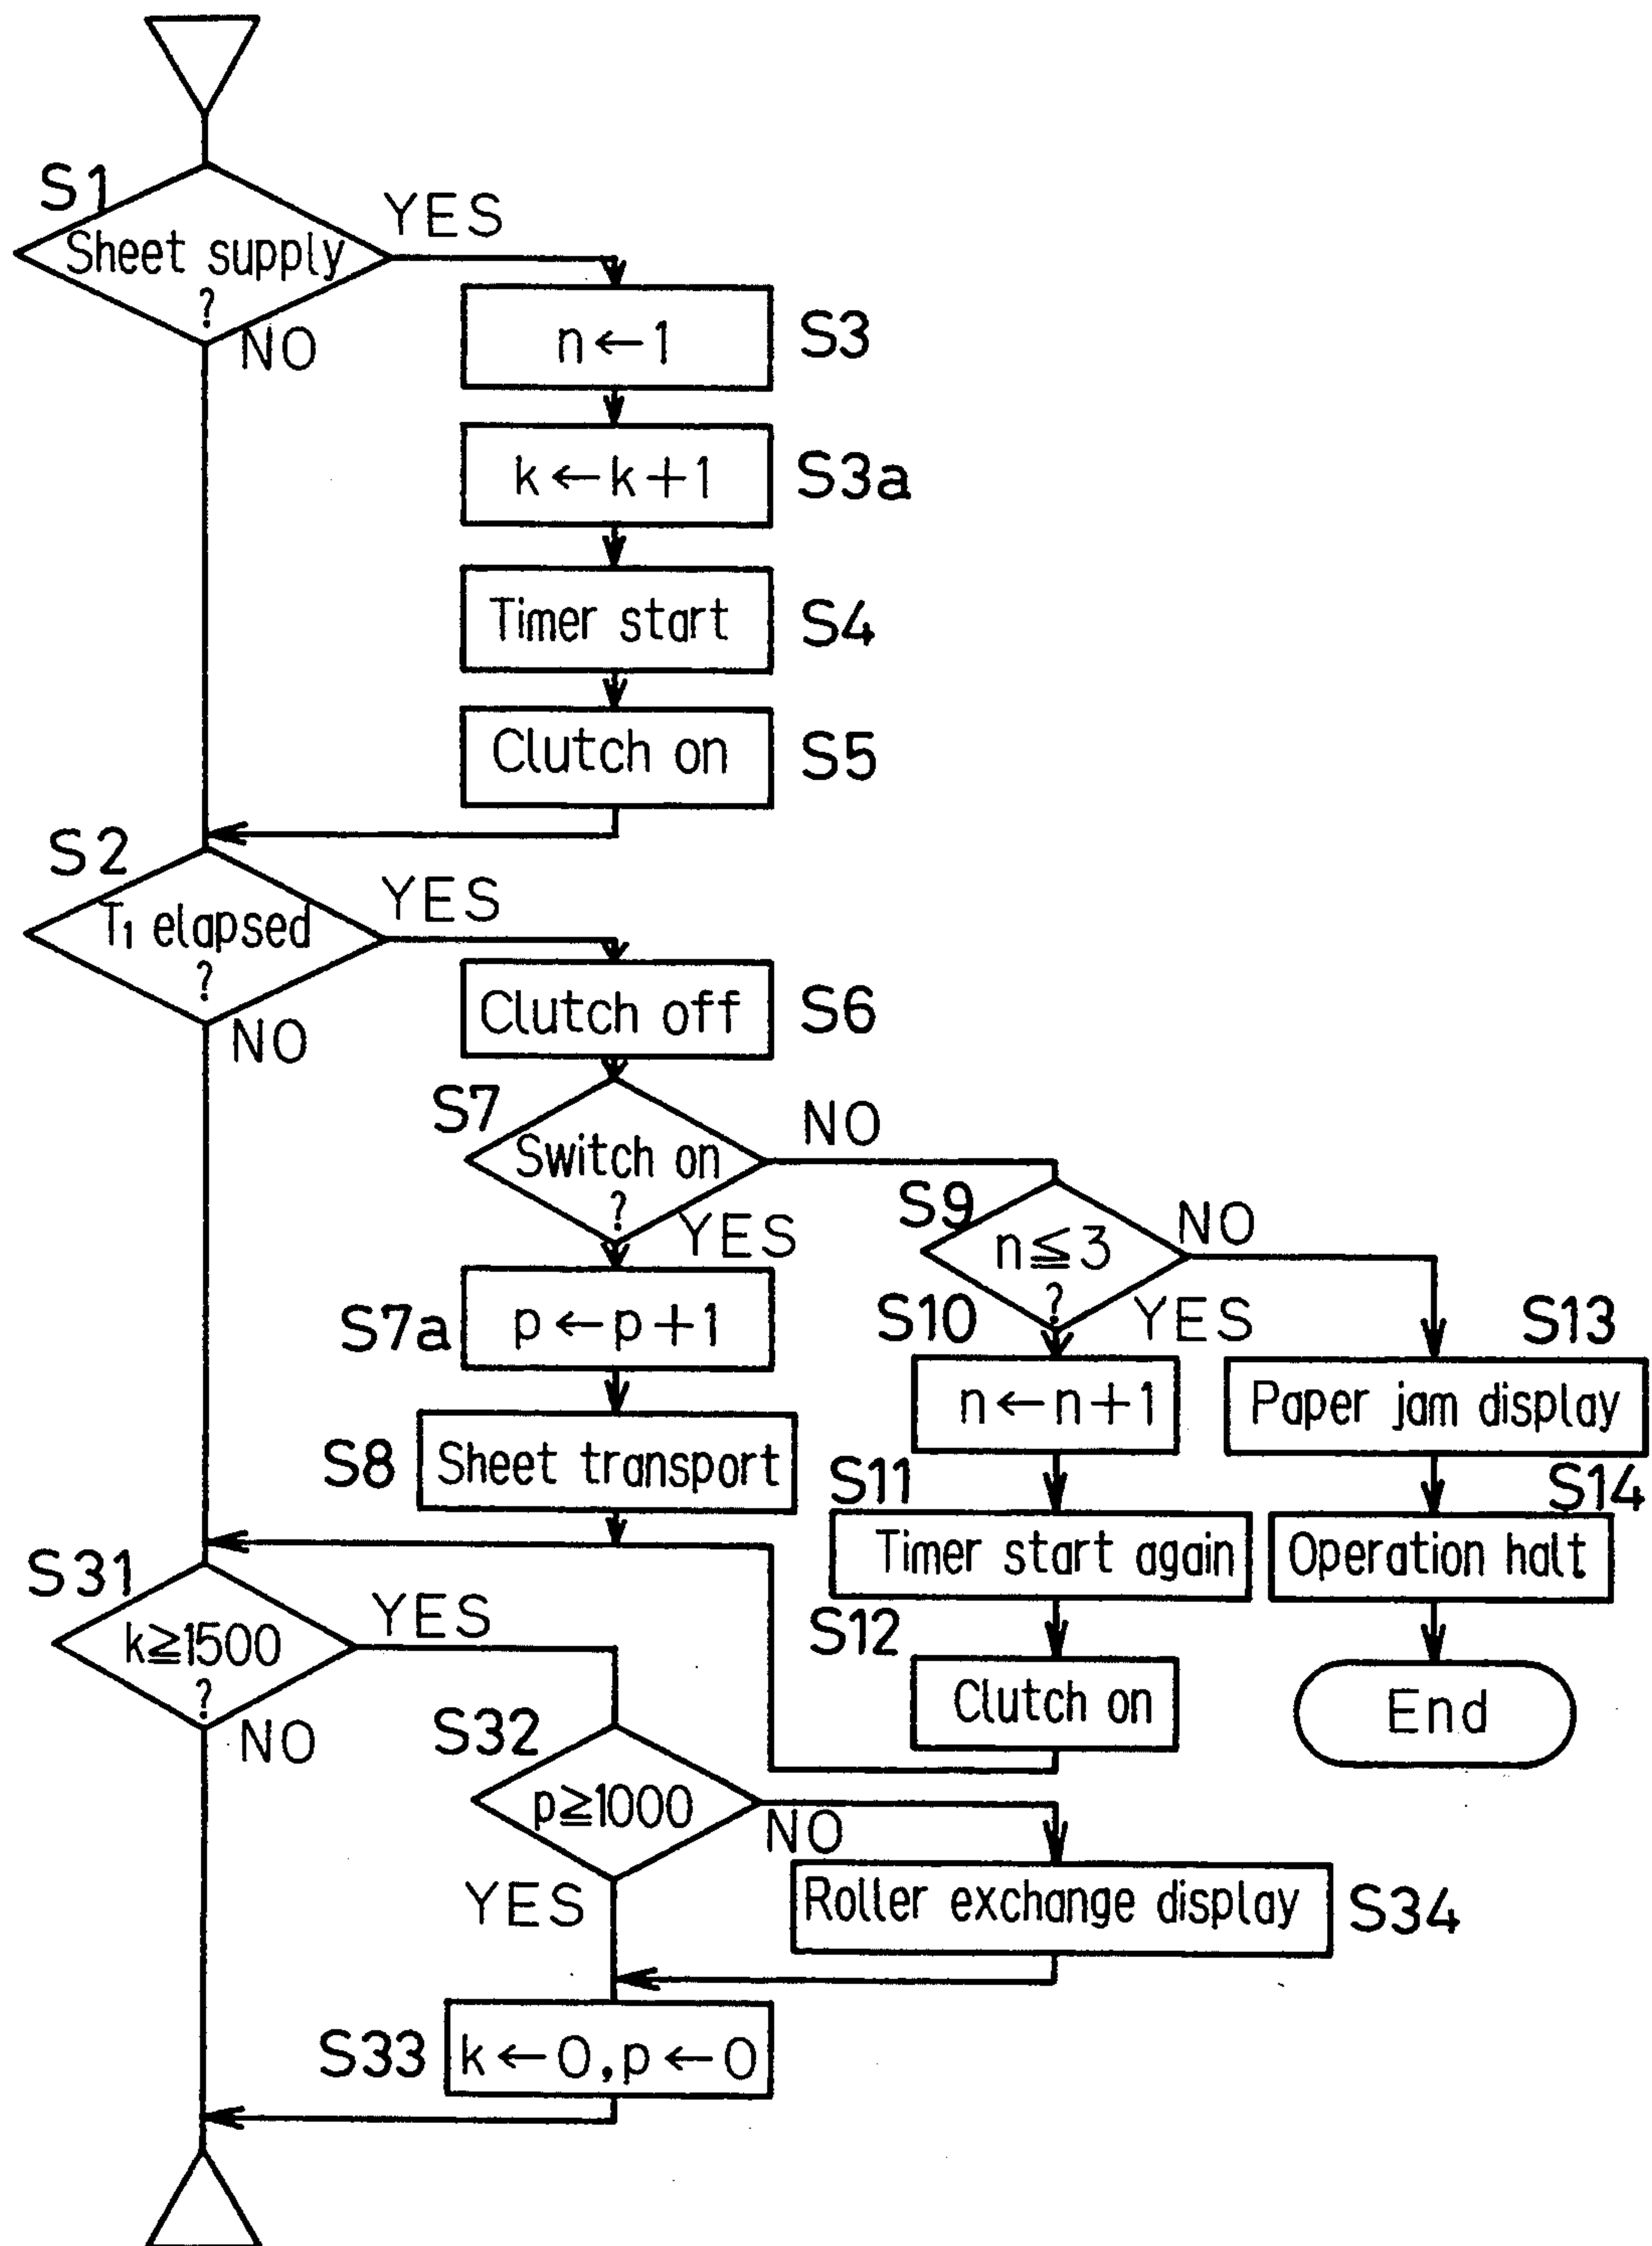 S1
Sheet supply
?
YES
NO
n←1
S3
k←k+1
S3a
Timer start
S4
Clutch on
S5
S2
T1 elapsed
?
YES
NO
Clutch off
S6
S7
Switch on
?
NO
YES
S9
n≦3
?
NO
YES
S7a
p←p+1
S10
n←n+1
S13
Paper jam display
S8
Sheet transport
S11
Timer start again
S14
Operation halt
S31
k≧1500
?
YES
NO
S12
Clutch on
End
S32
p≧1000
NO
YES
Roller exchange display
S34
S33
k←0,p←0